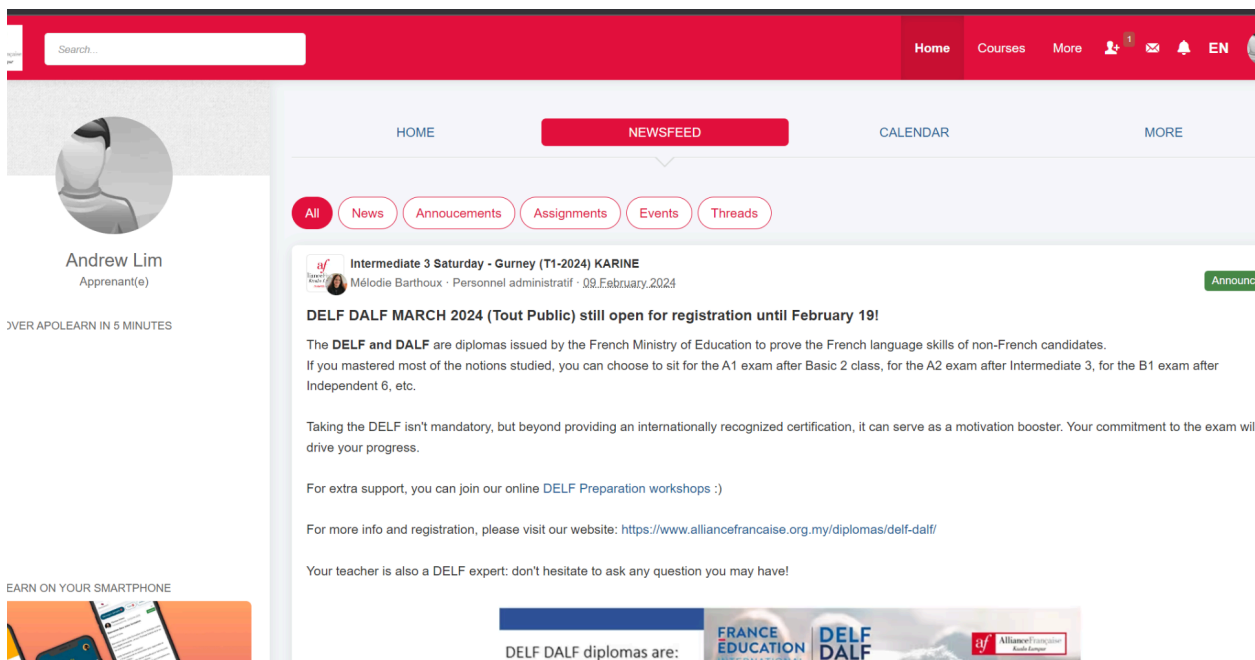 Search...
Home
Courses
More
1
EN
HOME
NEWSFEED
CALENDAR
MORE
All
News
Annoucements
Assignments
Events
Threads
Andrew Lim
Apprenant(e)
OVER APOLEARN IN 5 MINUTES
EARN ON YOUR SMARTPHONE
af
Intermediate 3 Saturday - Gurney (T1-2024) KARINE
Mélodie Barthoux · Personnel administratif · 09 February 2024
Announc
DELF DALF MARCH 2024 (Tout Public) still open for registration until February 19!
The DELF and DALF are diplomas issued by the French Ministry of Education to prove the French language skills of non-French candidates.
If you mastered most of the notions studied, you can choose to sit for the A1 exam after Basic 2 class, for the A2 exam after Intermediate 3, for the B1 exam after
Independent 6, etc.
Taking the DELF isn't mandatory, but beyond providing an internationally recognized certification, it can serve as a motivation booster. Your commitment to the exam wil
drive your progress.
For extra support, you can join our online DELF Preparation workshops :)
For more info and registration, please visit our website: https://www.alliancefrancaise.org.my/diplomas/delf-dalf/
Your teacher is also a DELF expert: don't hesitate to ask any question you may have!
DELF DALF diplomas are:
FRANCE
EDUCATION
DELF
DALF
af AllianceFrançaise
Kuala Lumpur